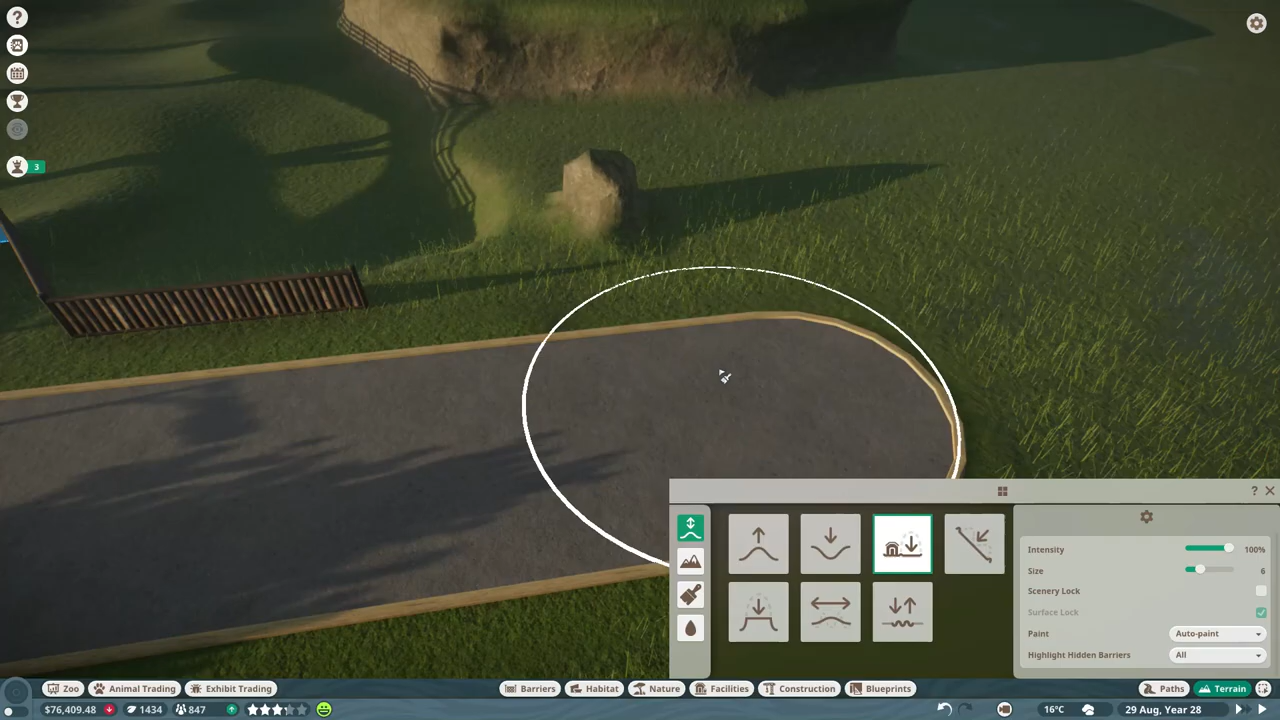 ?
3
?
Intensity 100%
Size 6
Scenery Lock
Surface Lock
Paint Auto-paint
Highlight Hidden Barriers All
Zoo Animal Trading Exhibit Trading Barriers Habitat Nature Facilities Construction Blueprints Paths Terrain
$76,409.48 1434 847 16°C 29 Aug, Year 28